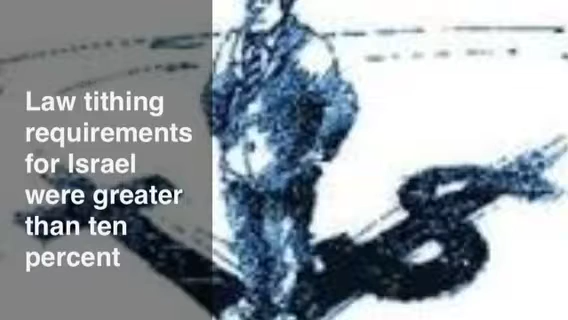 Law tithing
requirements
for Israel
were greater
than ten
percent